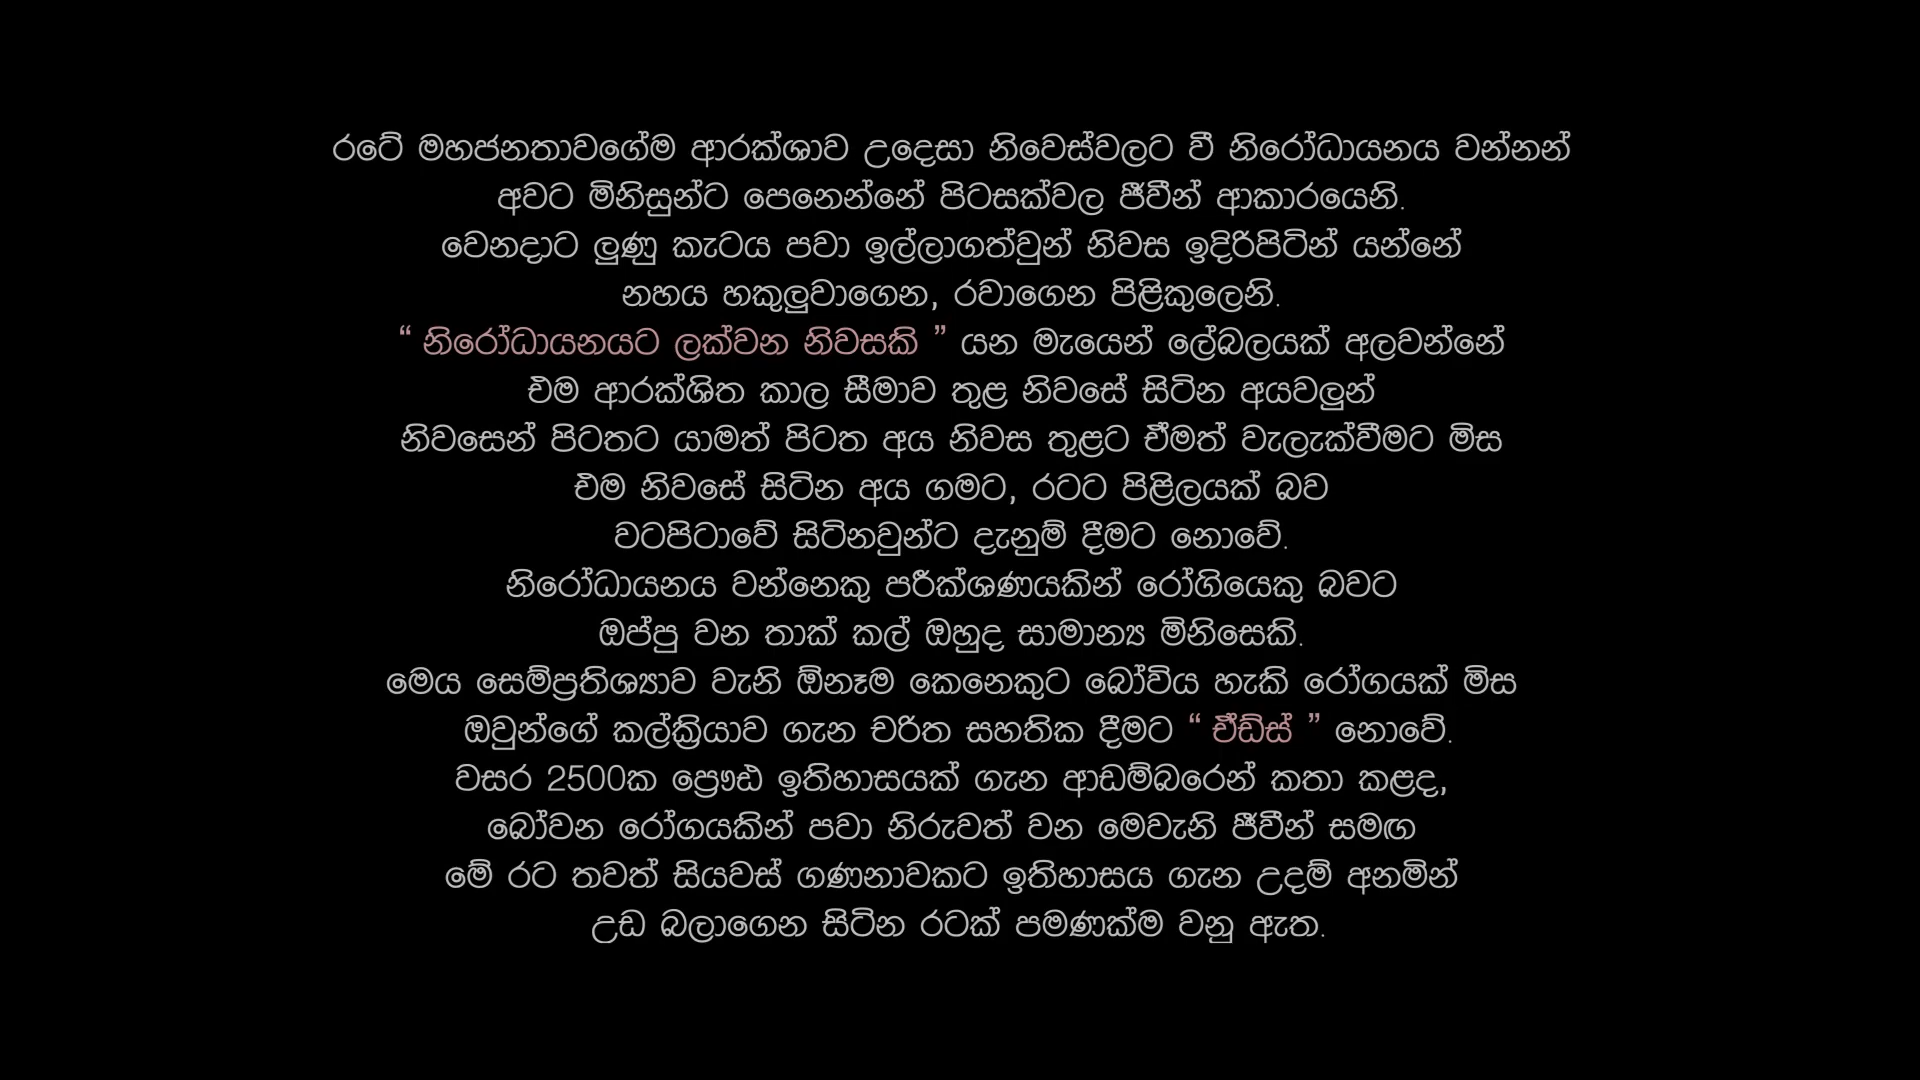 රටේ මහජනතාවගේම ආරක්ශාව උදෙසා නිවෙස්වලට වී නිරෝධායනය වන්නන්
අවට මිනිසුන්ට පෙනෙන්නේ පිටසක්වල ජීවීන් ආකාරයෙනි.
වෙනදාට ලුණු කැටය පවා ඉල්ලාගත්වුන් නිවස ඉදිරිපිටින් යන්නේ
නහය හකුලුවාගෙන, රවාගෙන පිළිකුලෙනි.
“ නිරෝධායනයට ලක්වන නිවසකි ” යන මැයෙන් ලේබලයක් අලවන්නේ
එම ආරක්ශිත කාල සීමාව තුළ නිවසේ සිටින අයවලුන්
නිවසෙන් පිටතට යාමත් පිටත අය නිවස තුළට ඒමත් වැලැක්වීමට මිස
එම නිවසේ සිටින අය ගමට, රටට පිළිලයක් බව
වටපිටාවේ සිටිනවුන්ට දැනුම් දීමට නොවේ.
නිරෝධායනය වන්නෙකු පරීක්ශණයකින් රෝගියෙකු බවට
ඔප්පු වන තාක් කල් ඔහුද සාමාන්‍ය මිනිසෙකි.
මෙය සෙම්ප්‍රතිශ්‍යාව වැනි ඕනෑම කෙනෙකුට බෝවිය හැකි රෝගයක් මිස
ඔවුන්ගේ කල්ක්‍රියාව ගැන චරිත සහතික දීමට “ ඒඩ්ස් ” නොවේ.
වසර 2500ක ප්‍රෞඪ ඉතිහාසයක් ගැන ආඩම්බරෙන් කතා කළද,
බෝවන රෝගයකින් පවා නිරුවත් වන මෙවැනි ජීවීන් සමඟ
මේ රට තවත් සියවස් ගණනාවකට ඉතිහාසය ගැන උදම් අනමින්
උඩ බලාගෙන සිටින රටක් පමණක්ම වනු ඇත.